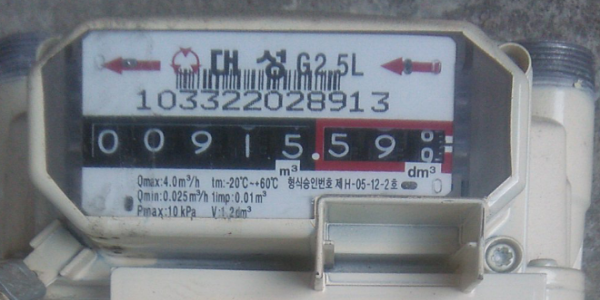 대성 G2.5L
103322028913
00915.59
m³ dm³
Qmax:4.0m³/h tm:-20℃~+60℃ 형식승인번호 제H-05-12-2호
Qmin:0.025m³/h 1imp:0.01m³
Pmax:10 kPa V:1.2dm³